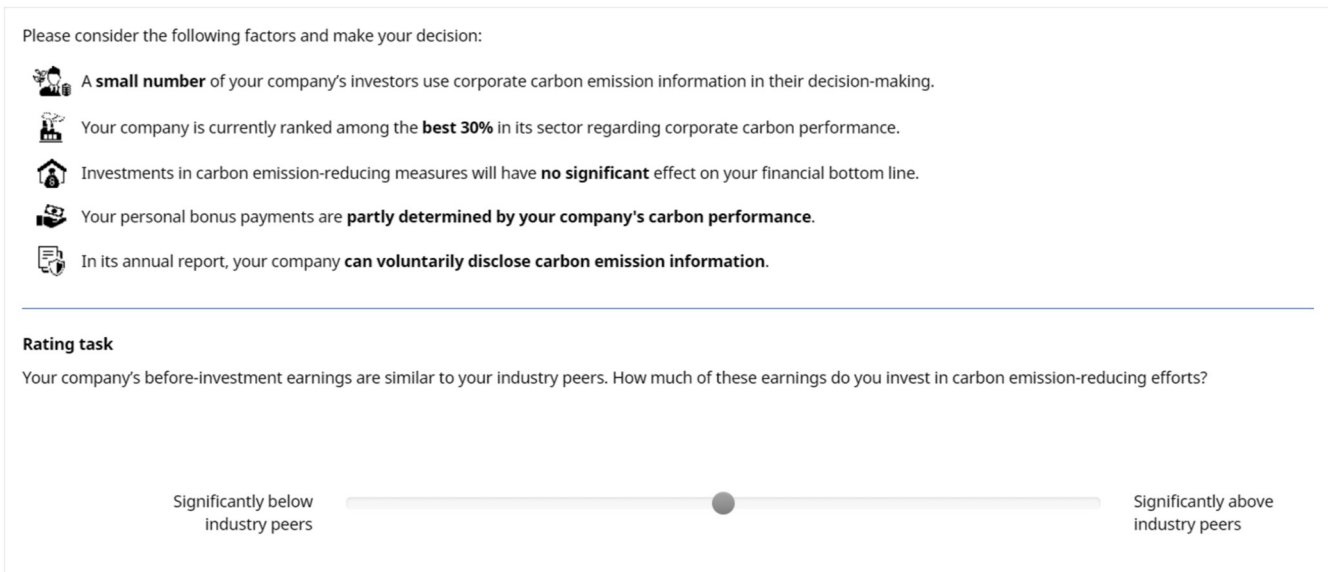 Please consider the following factors and make your decision:
A small number of your company's investors use corporate carbon emission information in their decision-making.
Your company is currently ranked among the best 30% in its sector regarding corporate carbon performance.
Investments in carbon emission-reducing measures will have no significant effect on your financial bottom line.
Your personal bonus payments are partly determined by your company's carbon performance.
In its annual report, your company can voluntarily disclose carbon emission information.
Rating task
Your company's before-investment earnings are similar to your industry peers. How much of these earnings do you invest in carbon emission-reducing efforts?
Significantly below
industry peers
Significantly above
industry peers